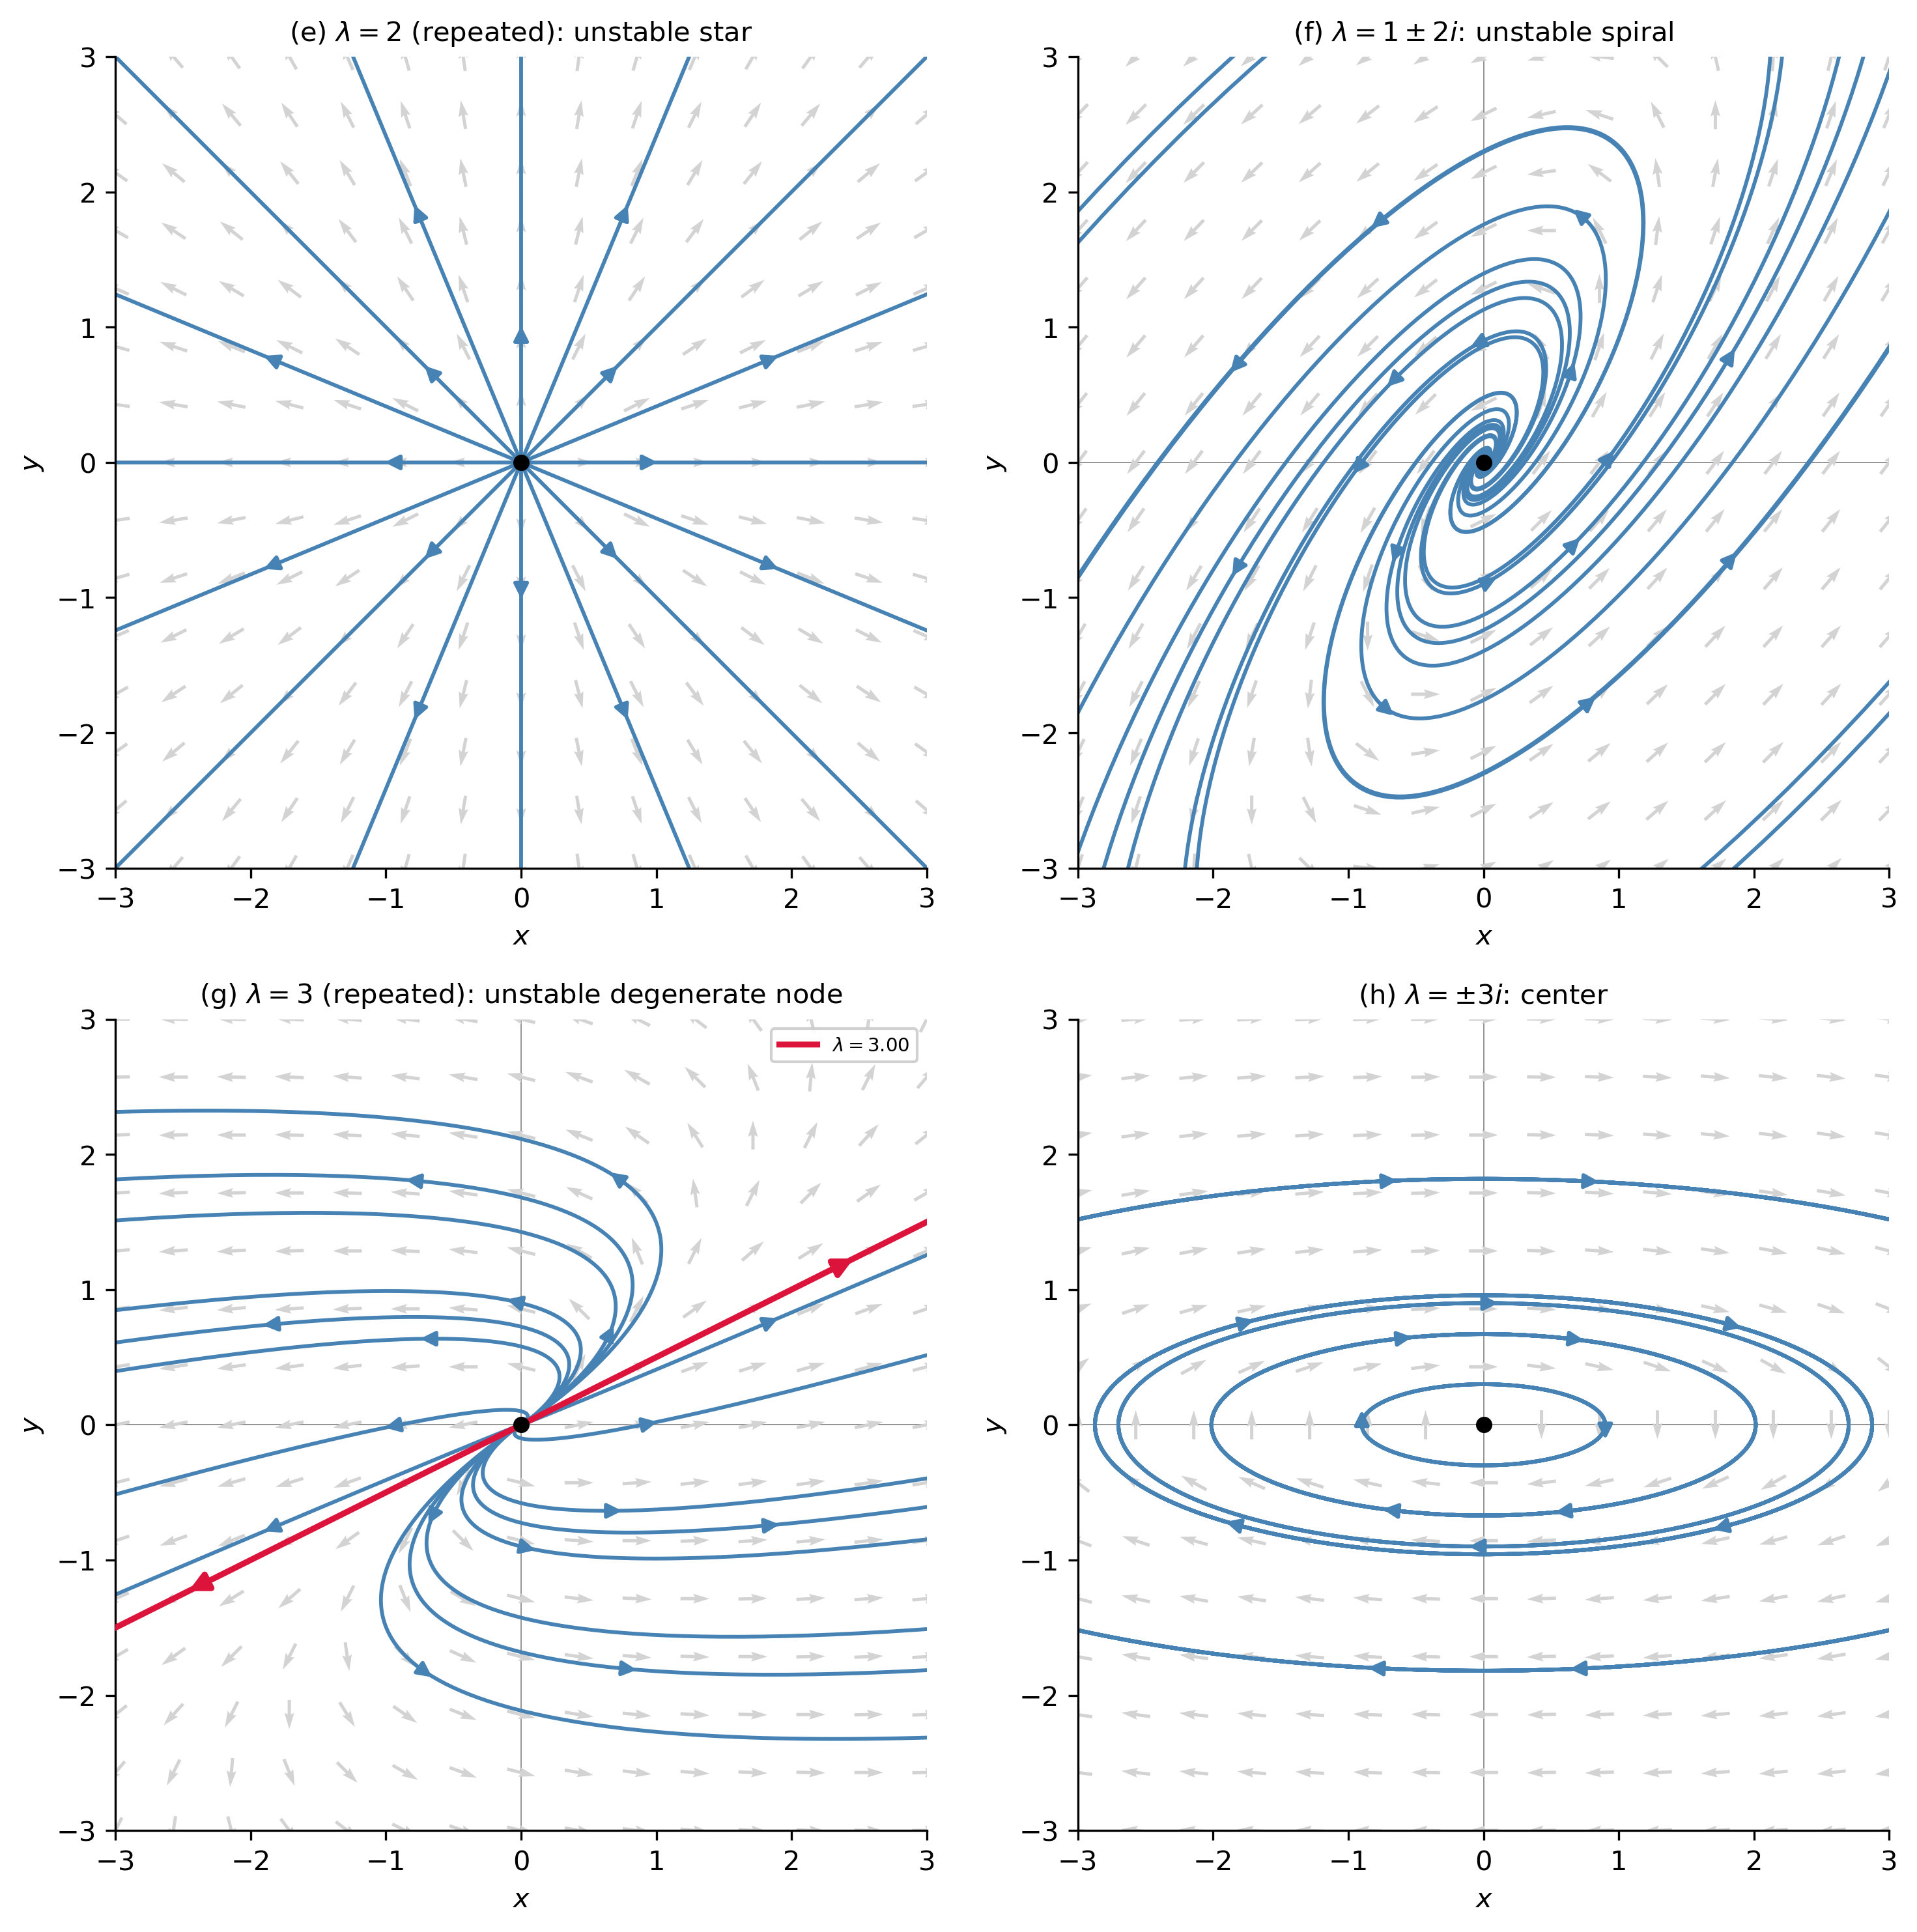 (e) λ = 2 (repeated): unstable star
3
2
1
0
−1
−2
−3
y
−3 −2 −1 0 1 2 3
x
(f) λ = 1 ± 2i: unstable spiral
3
2
1
0
−1
−2
−3
y
−3 −2 −1 0 1 2 3
x
(g) λ = 3 (repeated): unstable degenerate node
λ = 3.00
3
2
1
0
−1
−2
−3
y
−3 −2 −1 0 1 2 3
x
(h) λ = ±3i: center
3
2
1
0
−1
−2
−3
y
−3 −2 −1 0 1 2 3
x